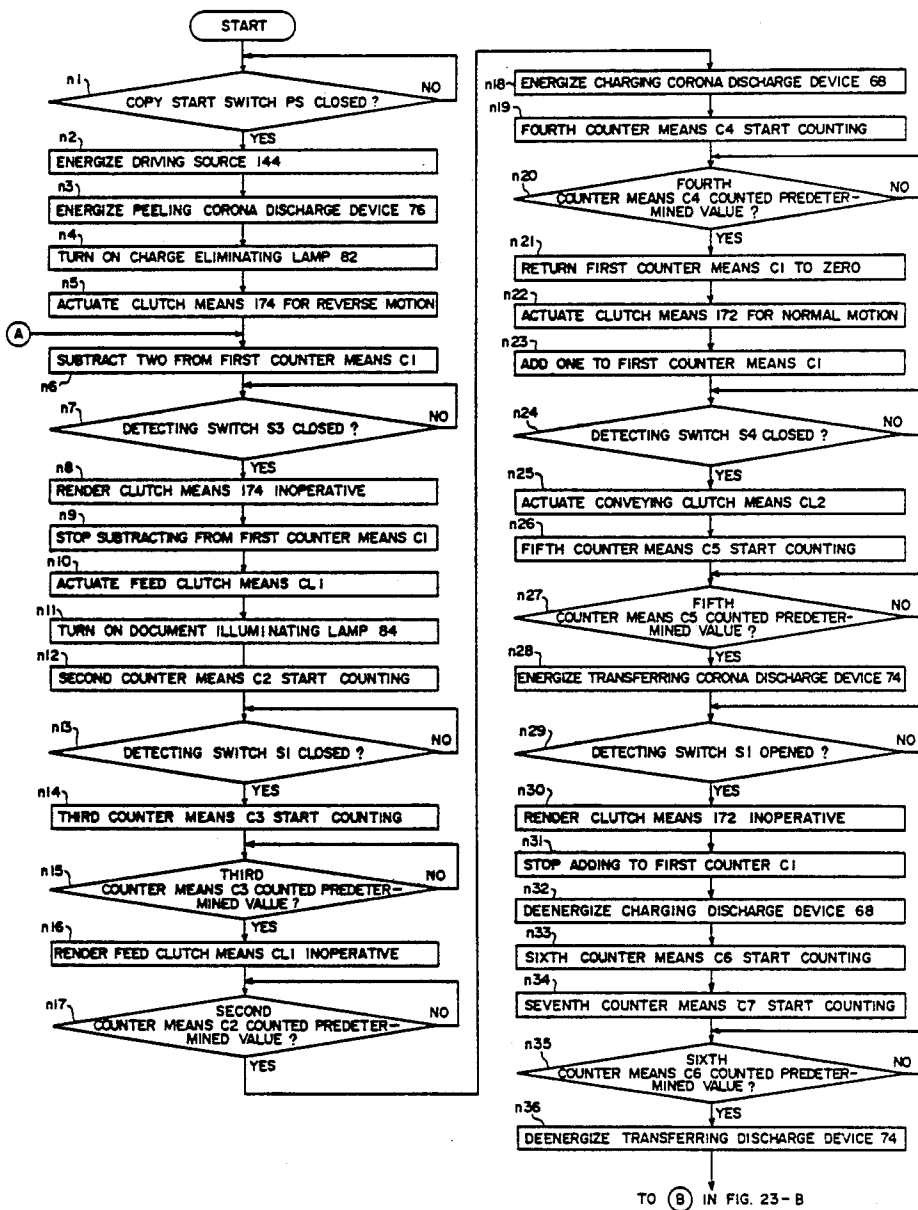 START
n1
COPY START SWITCH PS CLOSED ?
NO
YES
n2
ENERGIZE DRIVING SOURCE 144
n3
ENERGIZE PEELING CORONA DISCHARGE DEVICE 76
n4
TURN ON CHARGE ELIMINATING LAMP 82
n5
ACTUATE CLUTCH MEANS 174 FOR REVERSE MOTION
A
SUBTRACT TWO FROM FIRST COUNTER MEANS C1
n6
n7
DETECTING SWITCH S3 CLOSED ?
NO
YES
n8
RENDER CLUTCH MEANS 174 INOPERATIVE
n9
STOP SUBTRACTING FROM FIRST COUNTER MEANS C1
n10
ACTUATE FEED CLUTCH MEANS CL1
n11
TURN ON DOCUMENT ILLUMINATING LAMP 84
n12
SECOND COUNTER MEANS C2 START COUNTING
n13
DETECTING SWITCH S1 CLOSED ?
NO
YES
n14
THIRD COUNTER MEANS C3 START COUNTING
n15
THIRD
COUNTER MEANS C3 COUNTED PREDETER-
MINED VALUE ?
NO
YES
n16
RENDER FEED CLUTCH MEANS CL1 INOPERATIVE
n17
SECOND
COUNTER MEANS C2 COUNTED PREDETER-
MINED VALUE ?
NO
YES
n18
ENERGIZE CHARGING CORONA DISCHARGE DEVICE 68
n19
FOURTH COUNTER MEANS C4 START COUNTING
n20
FOURTH
COUNTER MEANS C4 COUNTED PREDETER-
MINED VALUE ?
NO
YES
n21
RETURN FIRST COUNTER MEANS C1 TO ZERO
n22
ACTUATE CLUTCH MEANS 172 FOR NORMAL MOTION
n23
ADD ONE TO FIRST COUNTER MEANS C1
n24
DETECTING SWITCH S4 CLOSED ?
NO
YES
n25
ACTUATE CONVEYING CLUTCH MEANS CL2
n26
FIFTH COUNTER MEANS C5 START COUNTING
n27
FIFTH
COUNTER MEANS C5 COUNTED PREDETER-
MINED VALUE ?
NO
YES
n28
ENERGIZE TRANSFERRING CORONA DISCHARGE DEVICE 74
n29
DETECTING SWITCH S1 OPENED ?
NO
YES
n30
RENDER CLUTCH MEANS 172 INOPERATIVE
n31
STOP ADDING TO FIRST COUNTER C1
n32
DEENERGIZE CHARGING DISCHARGE DEVICE 68
n33
SIXTH COUNTER MEANS C6 START COUNTING
n34
SEVENTH COUNTER MEANS C7 START COUNTING
n35
SIXTH
COUNTER MEANS C6 COUNTED PREDETER-
MINED VALUE ?
NO
YES
n36
DEENERGIZE TRANSFERRING DISCHARGE DEVICE 74
TO B IN FIG. 23-B